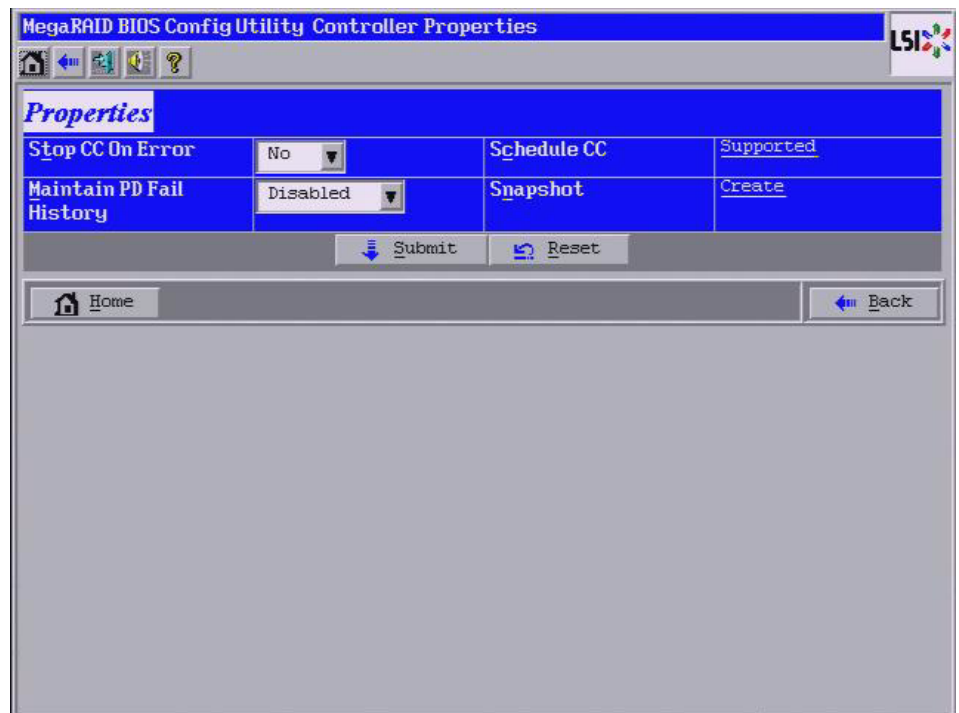 MegaRAID BIOS Config Utility Controller Properties
LSI
Properties
Stop CC On Error No Schedule CC Supported
Maintain PD Fail History Disabled Snapshot Create
Submit Reset
Home Back